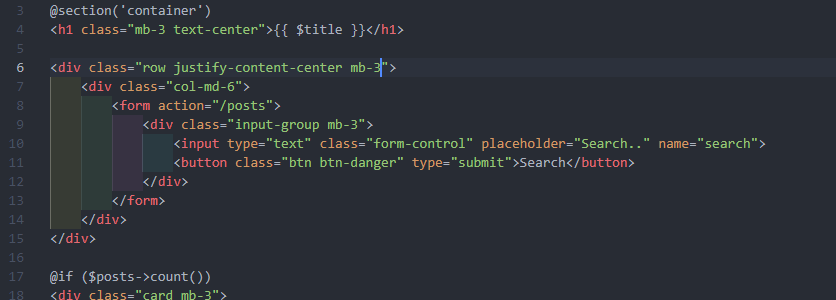 3 @section('container')
4 <h1 class="mb-3 text-center">{{ $title }}</h1>
5
6 <div class="row justify-content-center mb-3">
7 <div class="col-md-6">
8 <form action="/posts">
9 <div class="input-group mb-3">
10 <input type="text" class="form-control" placeholder="Search.." name="search">
11 <button class="btn btn-danger" type="submit">Search</button>
12 </div>
13 </form>
14 </div>
15 </div>
16
17 @if ($posts->count())
18 <div class="card mb-3">